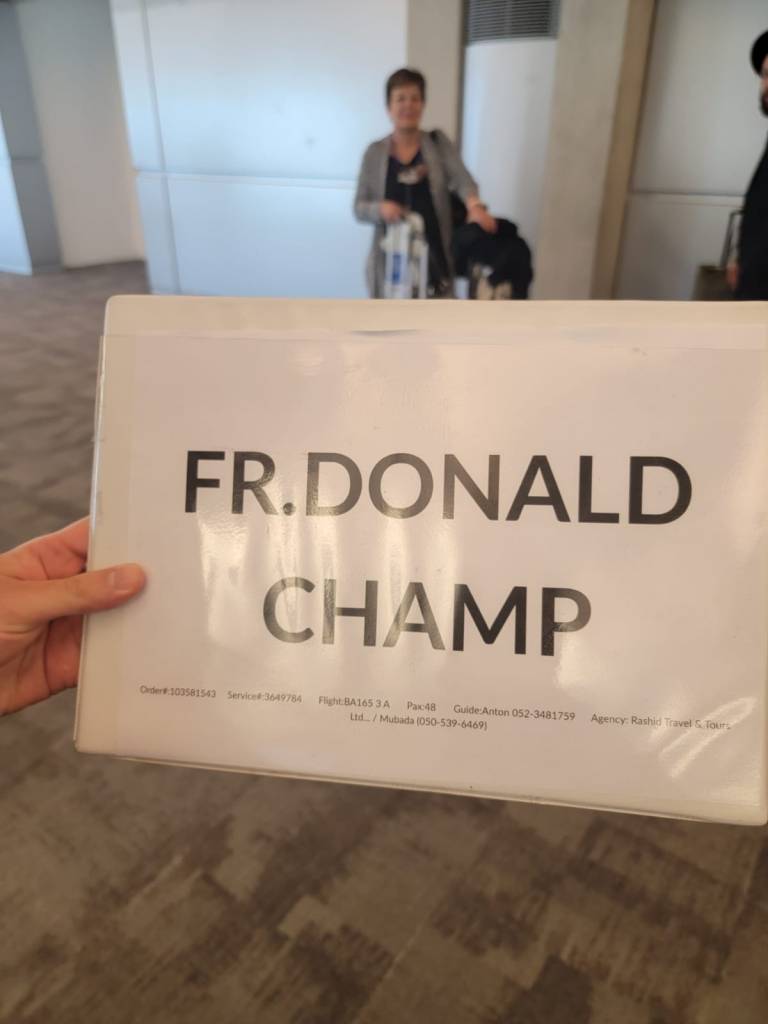 FR.DONALD
CHAMP
Order#:103581543 Service#:3649784 Flight:BA165 3 A Pax:48 Guide:Anton 052-3481759 Agency: Rashid Travel & Tours
Ltd... / Mubada (050-539-6469)